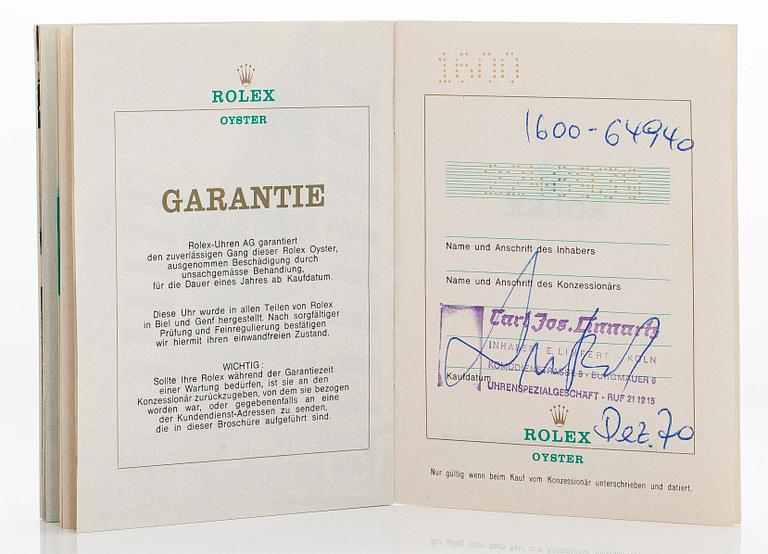 ROLEX
OYSTER
GARANTIE
Rolex-Uhren AG garantiert
den zuverlässigen Gang dieser Rolex Oyster,
ausgenommen Beschädigung durch
unsachgemässe Behandlung,
für die Dauer eines Jahres ab Kaufdatum.
Diese Uhr wurde in allen Teilen von Rolex
in Biel und Genf hergestellt. Nach sorgfältiger
Prüfung und Feinregulierung bestätigen
wir hiermit ihren einwandfreien Zustand.
WICHTIG:
Sollte Ihre Rolex während der Garantiezeit
einer Wartung bedürfen, ist sie an den
Konzessionär zurückzugeben, von dem sie bezogen
worden war, oder gegebenenfalls an eine
der Kundendienst-Adressen zu senden,
die in dieser Broschüre aufgeführt sind.
1600
1600-64940
Name und Anschrift des Inhabers
Name und Anschrift des Konzessionärs
Carl Jos. Linnartz
INHABER E. LIMPERT · KÖLN
KOMÖDIENSTRASSE 9 - BURGMAUER 6
Kaufdatum
UHRENSPEZIALGESCHÄFT · RUF 21 12 15
ROLEX
Dez. 70
OYSTER
Nur gültig wenn beim Kauf vom Konzessionär unterschrieben und datiert.